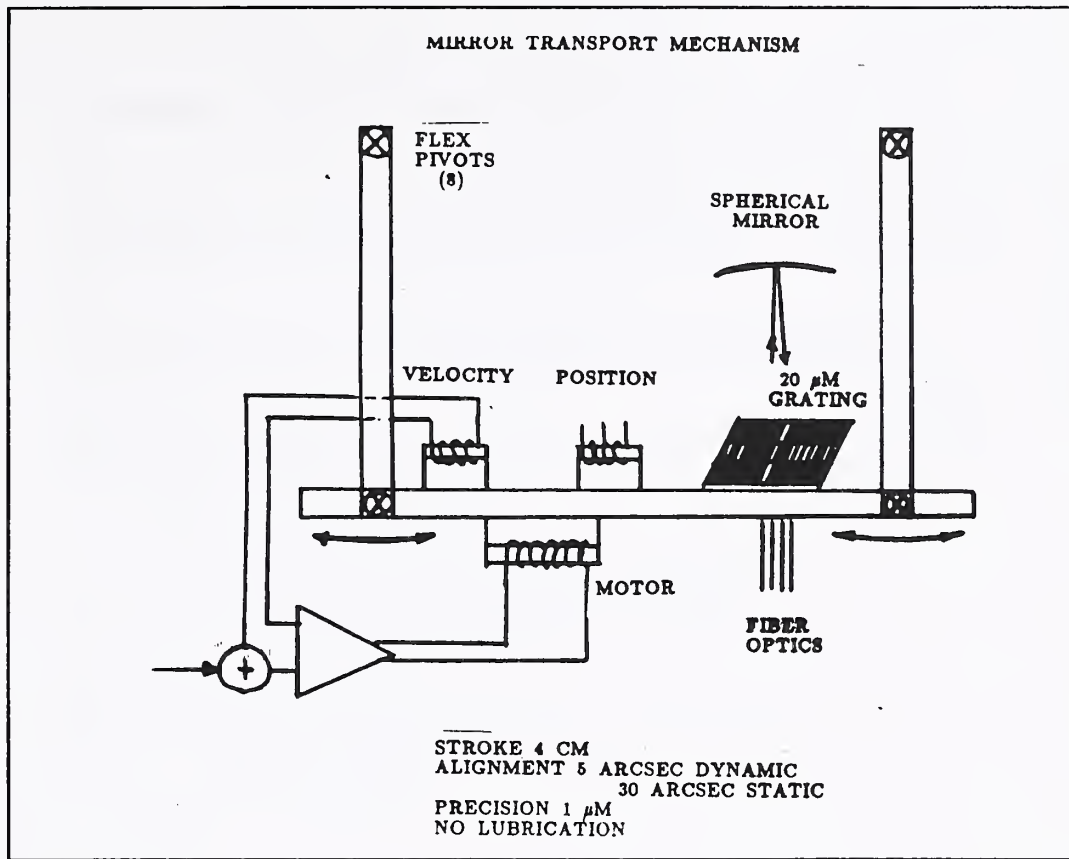 MIRROR TRANSPORT MECHANISM
FLEX
PIVOTS
(8)
SPHERICAL
MIRROR
VELOCITY
POSITION
20 µM
GRATING
MOTOR
FIBER
OPTICS
+
STROKE 4 CM
ALIGNMENT 5 ARCSEC DYNAMIC
30 ARCSEC STATIC
PRECISION 1 µM
NO LUBRICATION